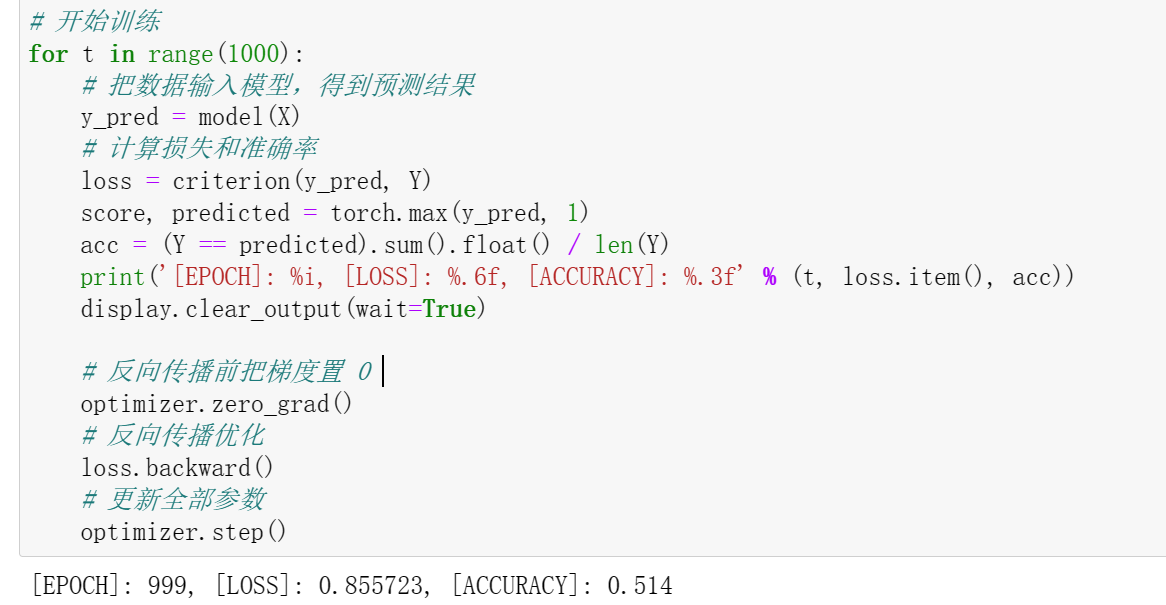 # 开始训练
for t in range(1000):
    # 把数据输入模型，得到预测结果
    y_pred = model(X)
    # 计算损失和准确率
    loss = criterion(y_pred, Y)
    score, predicted = torch.max(y_pred, 1)
    acc = (Y == predicted).sum().float() / len(Y)
    print('[EPOCH]: %i, [LOSS]: %.6f, [ACCURACY]: %.3f' % (t, loss.item(), acc))
    display.clear_output(wait=True)

    # 反向传播前把梯度置 0
    optimizer.zero_grad()
    # 反向传播优化
    loss.backward()
    # 更新全部参数
    optimizer.step()
[EPOCH]: 999, [LOSS]: 0.855723, [ACCURACY]: 0.514